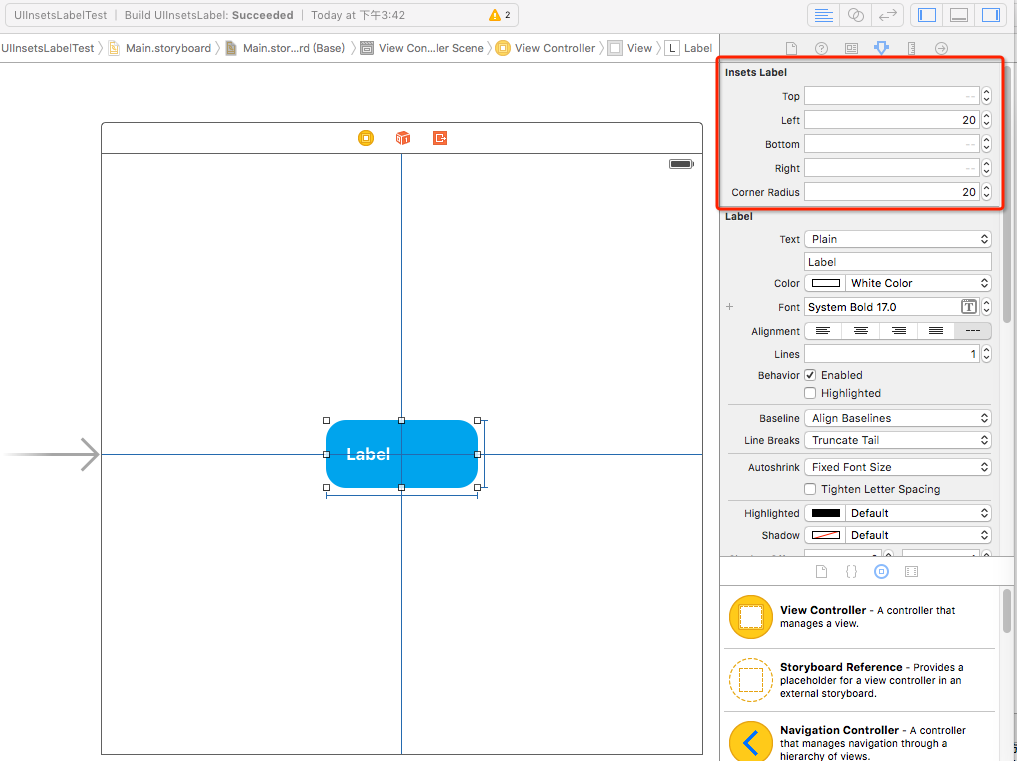 UIInsetsLabelTest | Build UIInsetsLabel: Succeeded | Today at 下午3:42 2
UIInsetsLabelTest Main.storyboard Main.stor...rd (Base) View Con...ler Scene View Controller View L Label
Insets Label
Top --
Left 20
Bottom --
Right --
Corner Radius 20
Label
Text Plain
Label
Color White Color
+ Font System Bold 17.0 T
Alignment ---
Lines 1
Behavior Enabled
Highlighted
Baseline Align Baselines
Line Breaks Truncate Tail
Autoshrink Fixed Font Size
Tighten Letter Spacing
Highlighted Default
Shadow Default
Label
View Controller - A controller that
manages a view.
Storyboard Reference - Provides a
placeholder for a view controller in an
external storyboard.
Navigation Controller - A controller
that manages navigation through a
hierarchy of views.